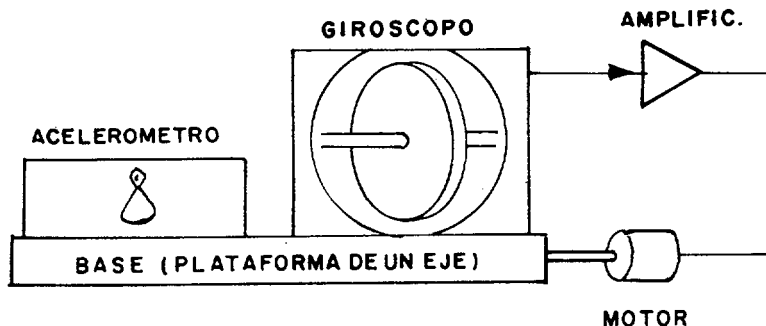 GIROSCOPO
AMPLIFIC.
ACELEROMETRO
BASE (PLATAFORMA DE UN EJE)
MOTOR